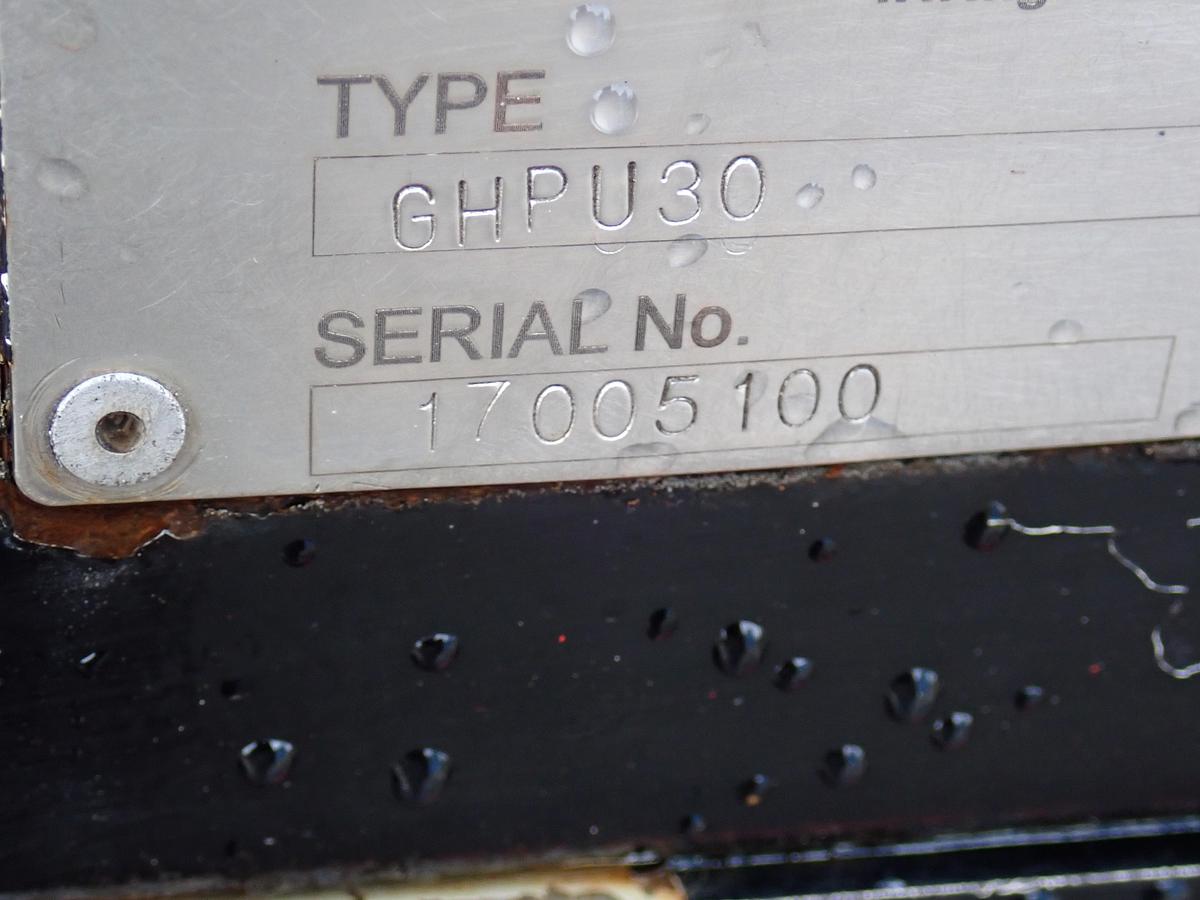 TYPE
GHPU30
SERIAL No.
17005100